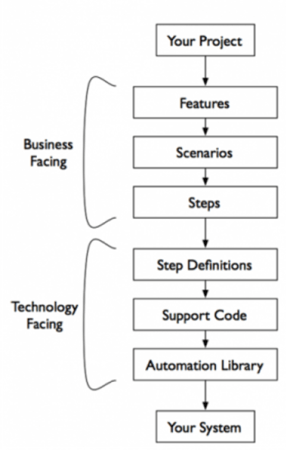 Your Project
Features
Business
Facing
Scenarios
Steps
Step Definitions
Technology
Facing
Support Code
Automation Library
Your System